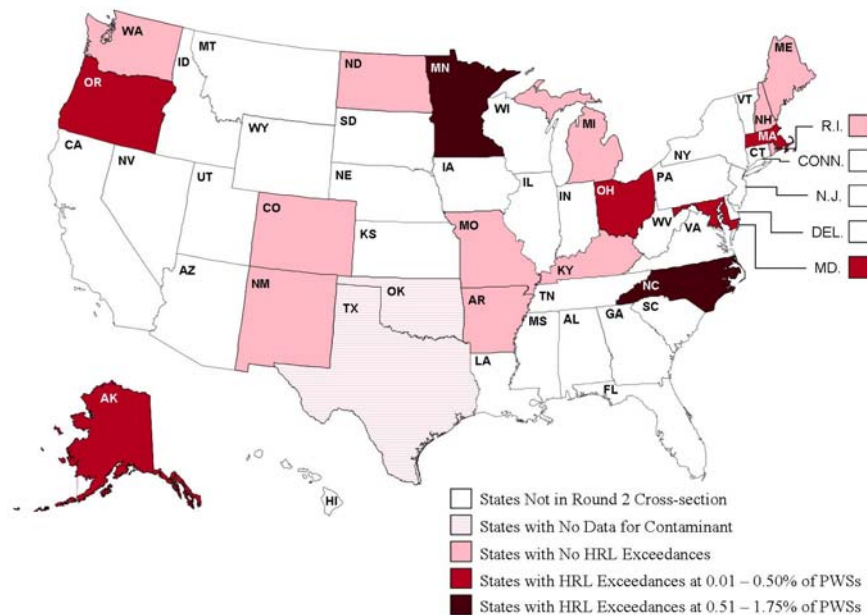 WA
MT
ND
MN
ME
ID
OR
VT
NH
WI
SD
MI
MA
R.I.
WY
CT
CONN.
CA
NV
IA
NY
NE
PA
N.J.
UT
IL
IN
OH
CO
WV
VA
DEL.
KS
MO
KY
MD.
AZ
OK
NC
NM
TN
TX
AR
SC
MS
AL
GA
LA
FL
AK
HI
States Not in Round 2 Cross-section
States with No Data for Contaminant
States with No HRL Exceedances
States with HRL Exceedances at 0.01 – 0.50% of PWSs
States with HRL Exceedances at 0.51 – 1.75% of PWSs